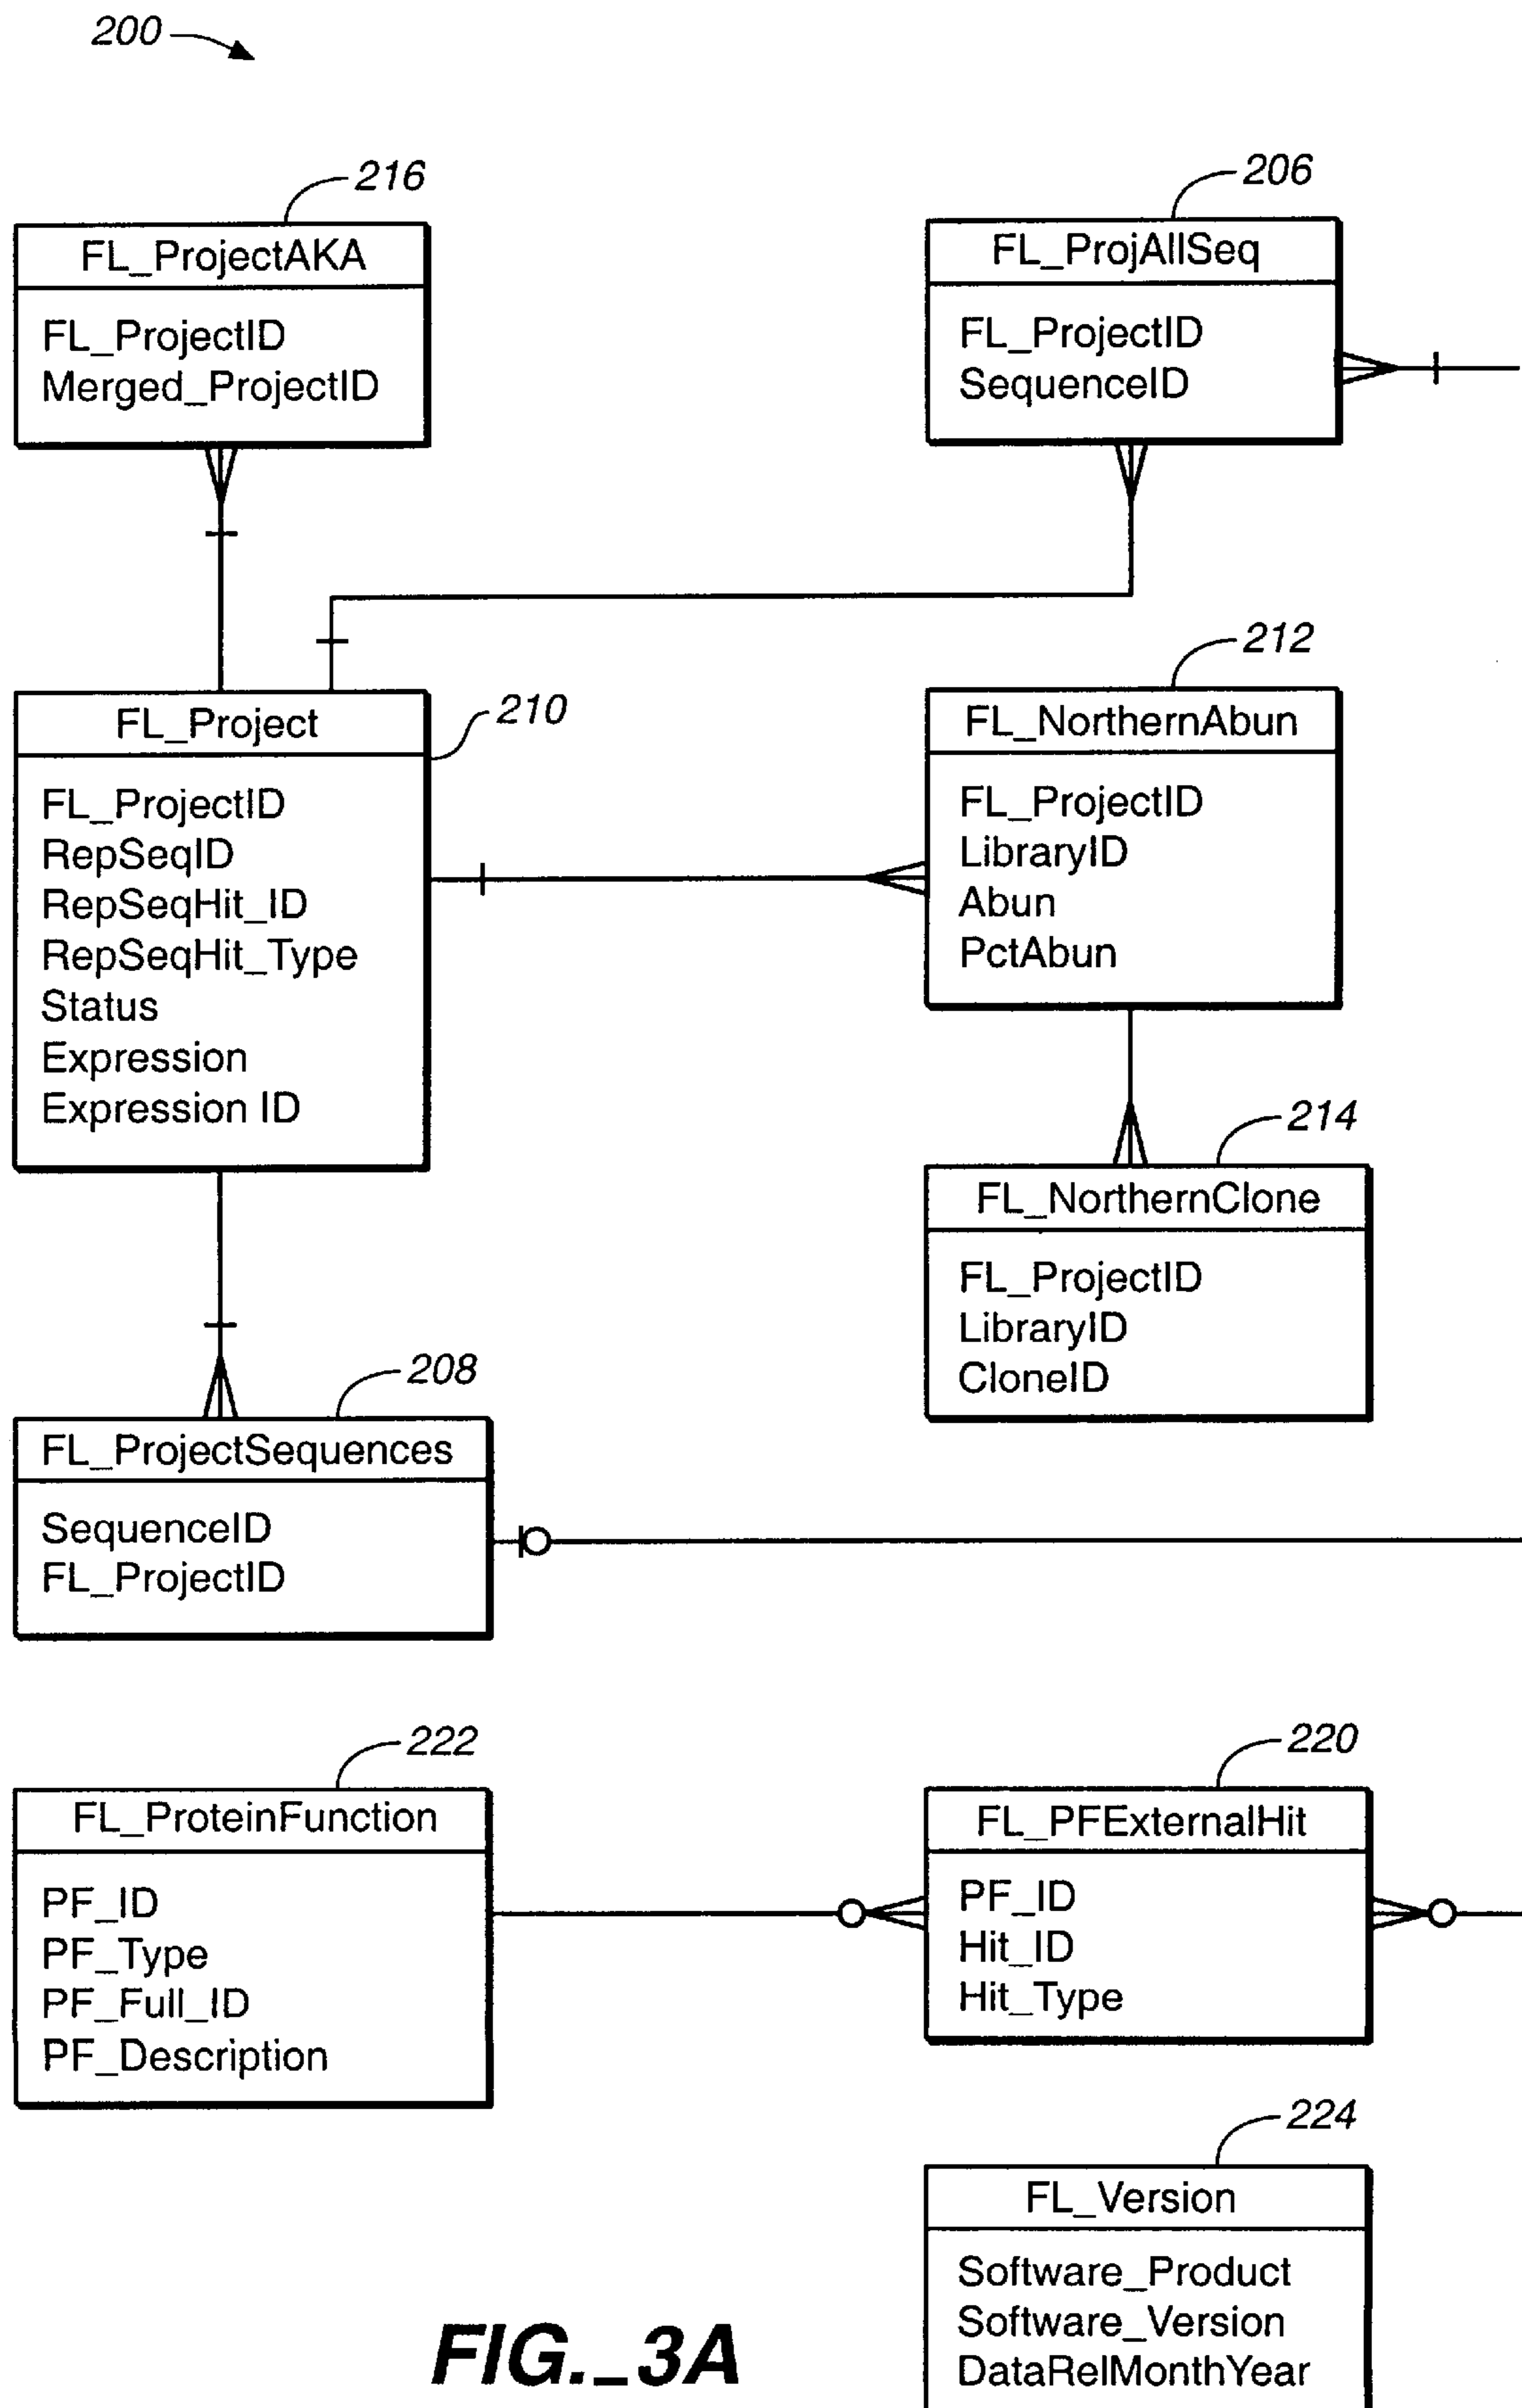 200
216
FL_ProjectAKA
FL_ProjectID
Merged_ProjectID
206
FL_ProjAllSeq
FL_ProjectID
SequenceID
210
FL_Project
FL_ProjectID
RepSeqID
RepSeqHit_ID
RepSeqHit_Type
Status
Expression
Expression ID
212
FL_NorthernAbun
FL_ProjectID
LibraryID
Abun
PctAbun
214
FL_NorthernClone
FL_ProjectID
LibraryID
CloneID
208
FL_ProjectSequences
SequenceID
FL_ProjectID
222
FL_ProteinFunction
PF_ID
PF_Type
PF_Full_ID
PF_Description
220
FL_PFExternalHit
PF_ID
Hit_ID
Hit_Type
224
FL_Version
Software_Product
Software_Version
DataRelMonthYear
FIG._3A